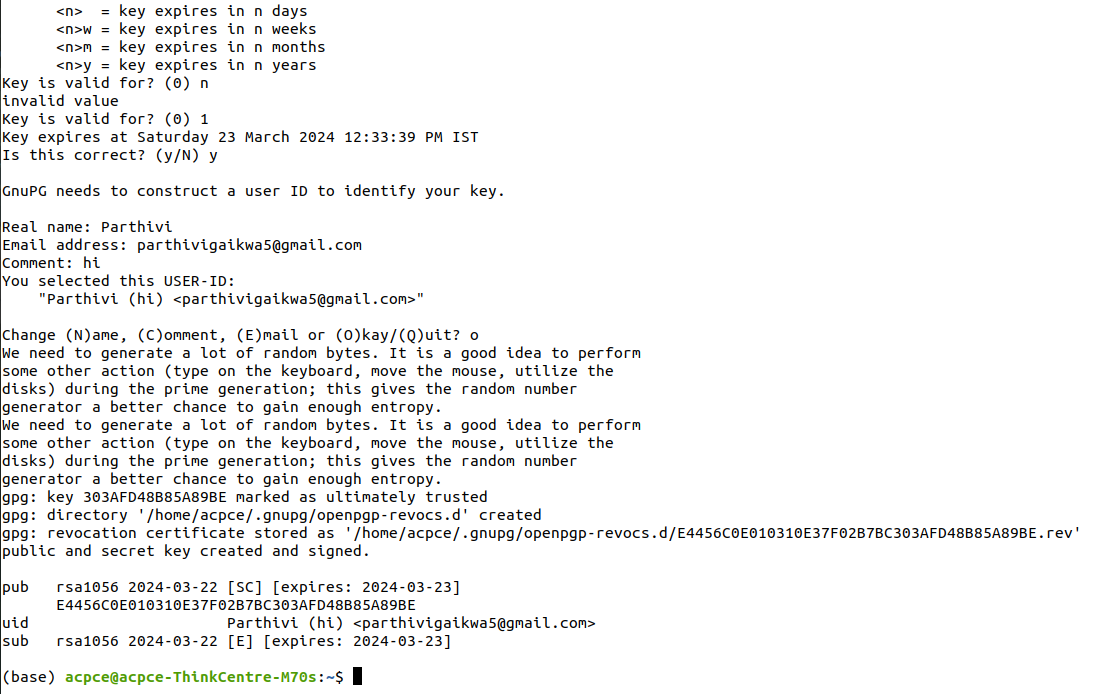 <n>  = key expires in n days
<n>w = key expires in n weeks
<n>m = key expires in n months
<n>y = key expires in n years
Key is valid for? (0) n
invalid value
Key is valid for? (0) 1
Key expires at Saturday 23 March 2024 12:33:39 PM IST
Is this correct? (y/N) y
GnuPG needs to construct a user ID to identify your key.
Real name: Parthivi
Email address: parthivigaikwa5@gmail.com
Comment: hi
You selected this USER-ID:
"Parthivi (hi) <parthivigaikwa5@gmail.com>"
Change (N)ame, (C)omment, (E)mail or (O)kay/(Q)uit? o
We need to generate a lot of random bytes. It is a good idea to perform
some other action (type on the keyboard, move the mouse, utilize the
disks) during the prime generation; this gives the random number
generator a better chance to gain enough entropy.
We need to generate a lot of random bytes. It is a good idea to perform
some other action (type on the keyboard, move the mouse, utilize the
disks) during the prime generation; this gives the random number
generator a better chance to gain enough entropy.
gpg: key 303AFD48B85A89BE marked as ultimately trusted
gpg: directory '/home/acpce/.gnupg/openpgp-revocs.d' created
gpg: revocation certificate stored as '/home/acpce/.gnupg/openpgp-revocs.d/E4456C0E010310E37F02B7BC303AFD48B85A89BE.rev'
public and secret key created and signed.
pub   rsa1056 2024-03-22 [SC] [expires: 2024-03-23]
E4456C0E010310E37F02B7BC303AFD48B85A89BE
uid                      Parthivi (hi) <parthivigaikwa5@gmail.com>
sub   rsa1056 2024-03-22 [E] [expires: 2024-03-23]
(base) acpce@acpce-ThinkCentre-M70s:~$